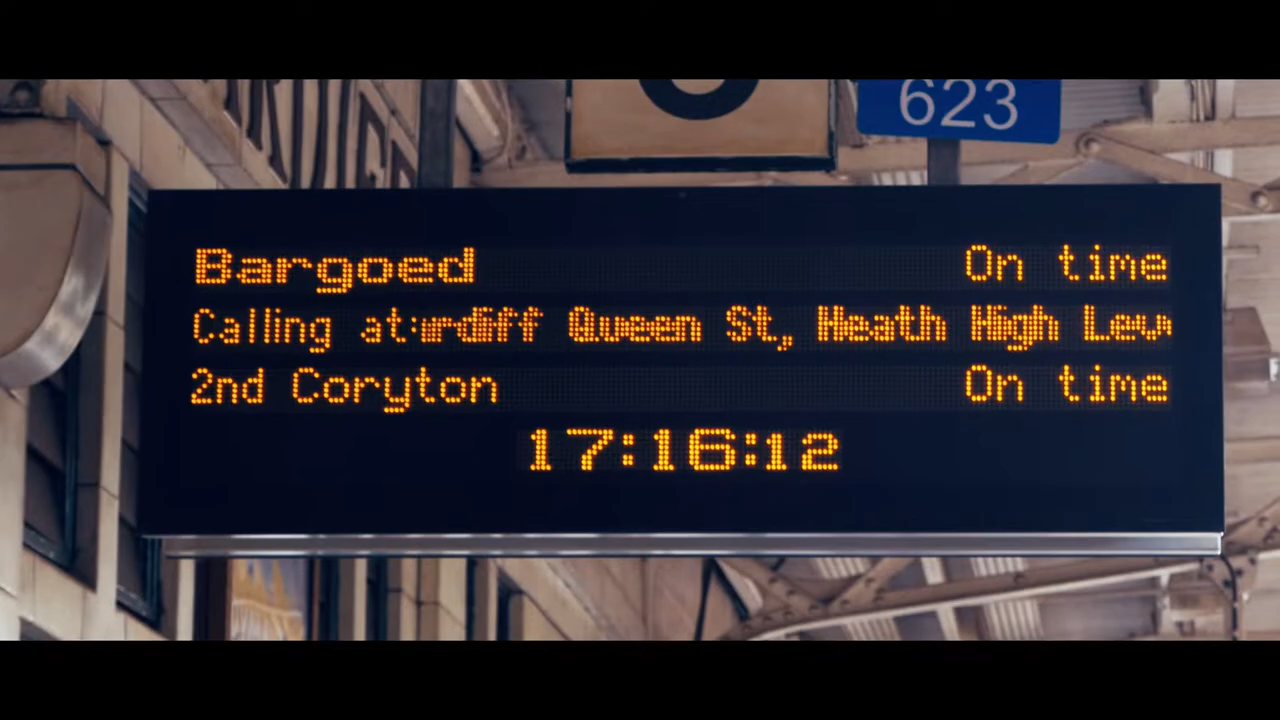 623
Bargoed On time
Calling at: rdiff Queen St, Heath High Lev
2nd Coryton On time
17:16:12